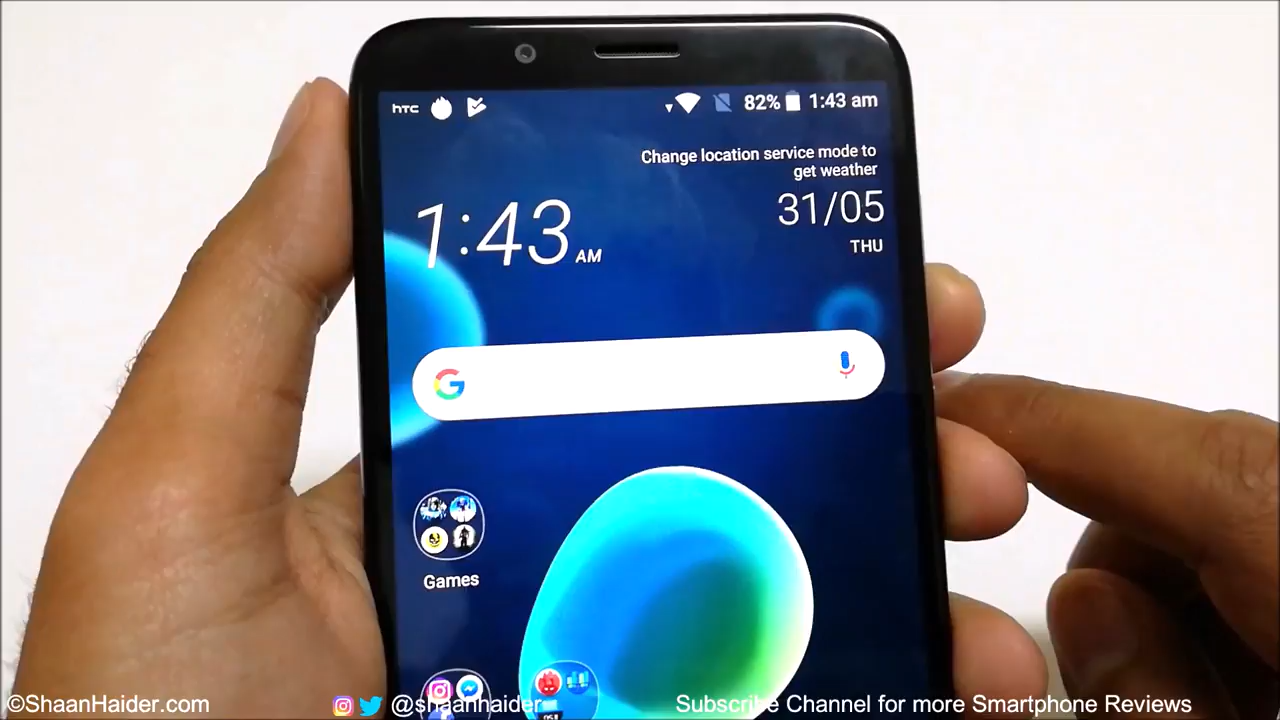 hTC 82% 1:43 am
Change location service mode to
get weather
1:43 AM
31/05
THU
G
Games
©ShaanHaider.com @shaanhaider Subscribe Channel for more Smartphone Reviews